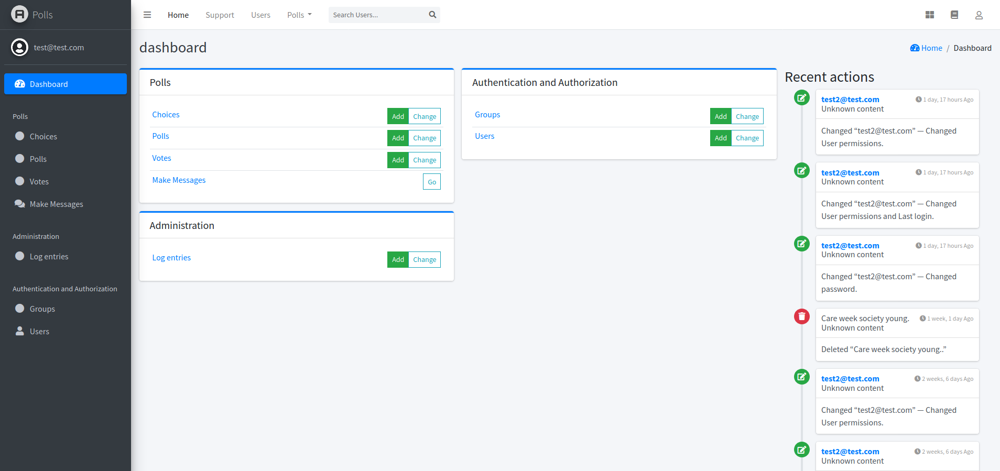 Polls
test@test.com
Dashboard
Polls
Choices
Polls
Votes
Make Messages
Administration
Log entries
Authentication and Authorization
Groups
Users
Home Support Users Polls Search Users...
dashboard
Home / Dashboard
Polls
Choices Add Change
Polls Add Change
Votes Add Change
Make Messages Go
Administration
Log entries Add Change
Authentication and Authorization
Groups Add Change
Users Add Change
Recent actions
test2@test.com 1 day, 17 hours Ago
Unknown content
Changed “test2@test.com” — Changed
User permissions.
test2@test.com 1 day, 17 hours Ago
Unknown content
Changed “test2@test.com” — Changed
User permissions and Last login.
test2@test.com 1 day, 17 hours Ago
Unknown content
Changed “test2@test.com” — Changed
password.
Care week society young. 1 week, 1 day Ago
Unknown content
Deleted “Care week society young..”
test2@test.com 2 weeks, 6 days Ago
Unknown content
Changed “test2@test.com” — Changed
User permissions.
test2@test.com 2 weeks, 6 days Ago
Unknown content